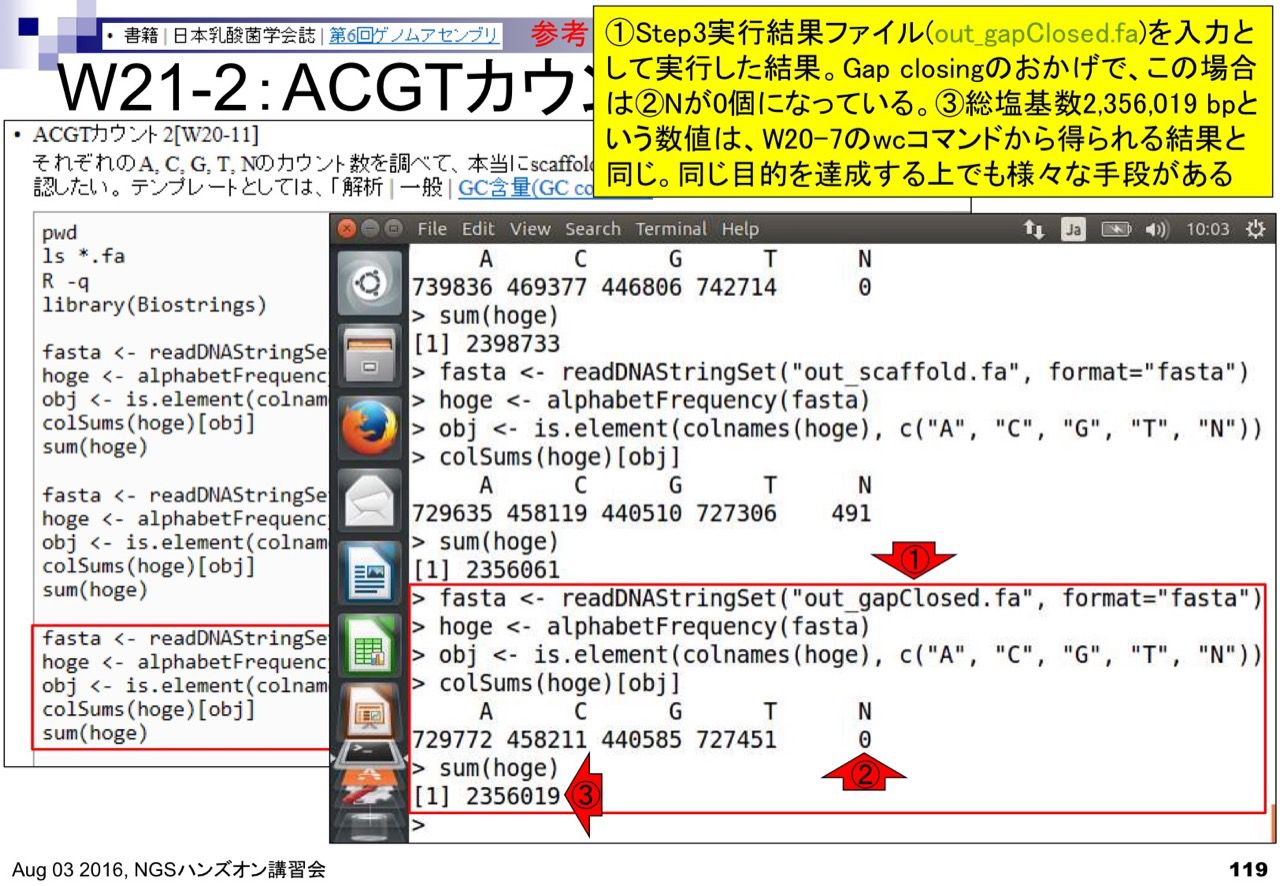 ・ 書籍 | 日本乳酸菌学会誌 | 第6回ゲノムアセンブリ
参考
W21-2：ACGTカウン
①Step3実行結果ファイル(out_gapClosed.fa)を入力と
して実行した結果。Gap closingのおかげで、この場合
は②Nが0個になっている。③総塩基数2,356,019 bpと
いう数値は、W20-7のwcコマンドから得られる結果と
同じ。同じ目的を達成する上でも様々な手段がある
• ACGTカウント2[W20-11]
それぞれのA, C, G, T, Nのカウント数を調べて、本当にscaffold
認したい。テンプレートとしては、「解析 | 一般 | GC含量(GC co
pwd
ls *.fa
R -q
library(Biostrings)
fasta <- readDNAStringSe
hoge <- alphabetFrequenc
obj <- is.element(colnam
colSums(hoge)[obj]
sum(hoge)
fasta <- readDNAStringSe
hoge <- alphabetFrequenc
obj <- is.element(colnam
colSums(hoge)[obj]
sum(hoge)
fasta <- readDNAStringSe
hoge <- alphabetFrequenc
obj <- is.element(colnam
colSums(hoge)[obj]
sum(hoge)
File Edit View Search Terminal Help
Ja
10:03
A C G T N
739836 469377 446806 742714 0
> sum(hoge)
[1] 2398733
> fasta <- readDNAStringSet("out_scaffold.fa", format="fasta")
> hoge <- alphabetFrequency(fasta)
> obj <- is.element(colnames(hoge), c("A", "C", "G", "T", "N"))
> colSums(hoge)[obj]
A C G T N
729635 458119 440510 727306 491
> sum(hoge)
[1] 2356061
①
> fasta <- readDNAStringSet("out_gapClosed.fa", format="fasta")
> hoge <- alphabetFrequency(fasta)
> obj <- is.element(colnames(hoge), c("A", "C", "G", "T", "N"))
> colSums(hoge)[obj]
A C G T N
729772 458211 440585 727451 0
②
> sum(hoge)
[1] 2356019 ③
>
Aug 03 2016, NGSハンズオン講習会
119